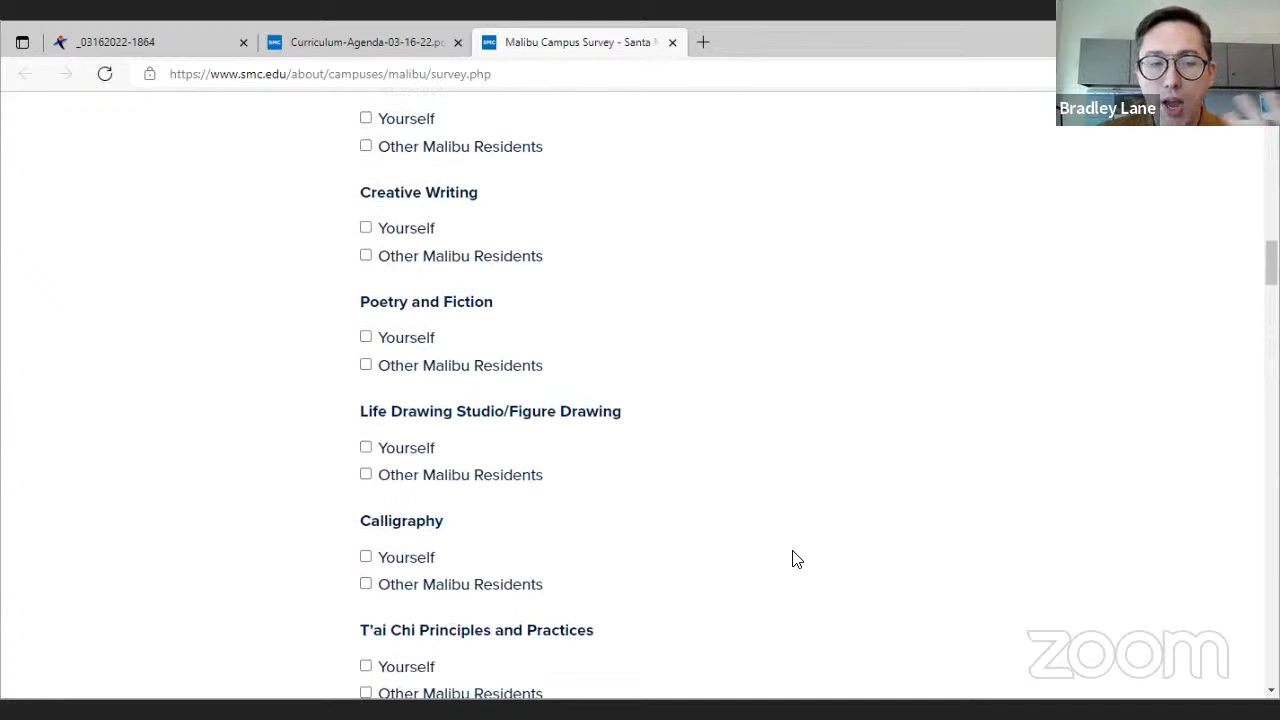 _03162022-1864
SMC Curriculum-Agenda-03-16-22.pd
SMC Malibu Campus Survey - Santa M
https://www.smc.edu/about/campuses/malibu/survey.php
Bradley Lane
Yourself
Other Malibu Residents
Creative Writing
Yourself
Other Malibu Residents
Poetry and Fiction
Yourself
Other Malibu Residents
Life Drawing Studio/Figure Drawing
Yourself
Other Malibu Residents
Calligraphy
Yourself
Other Malibu Residents
T'ai Chi Principles and Practices
Yourself
Other Malibu Residents
zoom